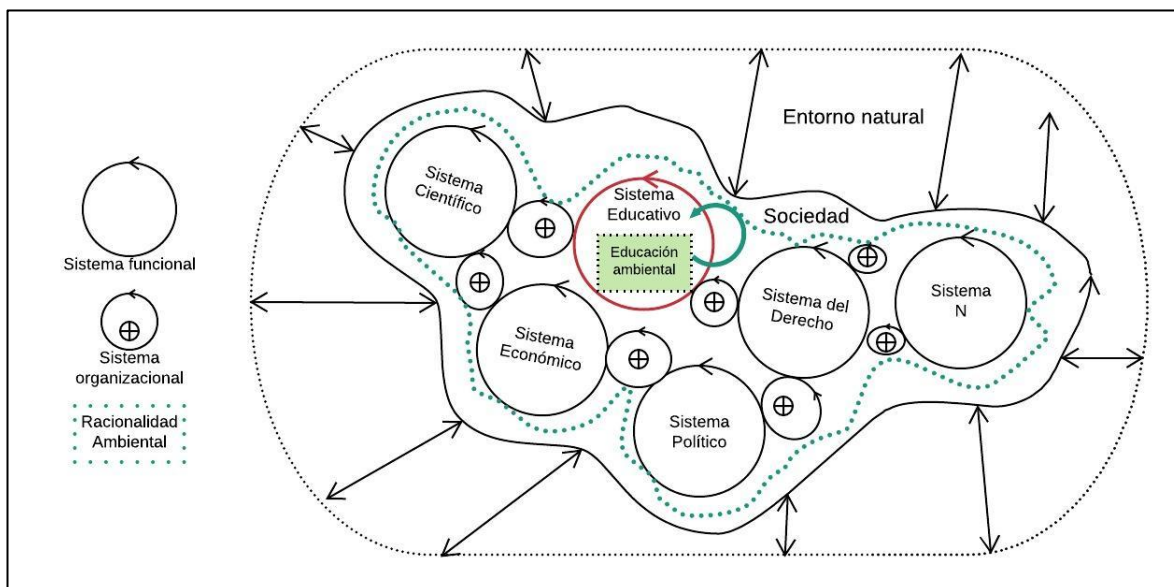 Sistema funcional
Sistema
organizacional
Racionalidad
Ambiental
Entorno natural
Sociedad
Sistema
Científico
Sistema
Educativo
Educación
ambiental
Sistema
Económico
Sistema
Político
Sistema del
Derecho
Sistema
N